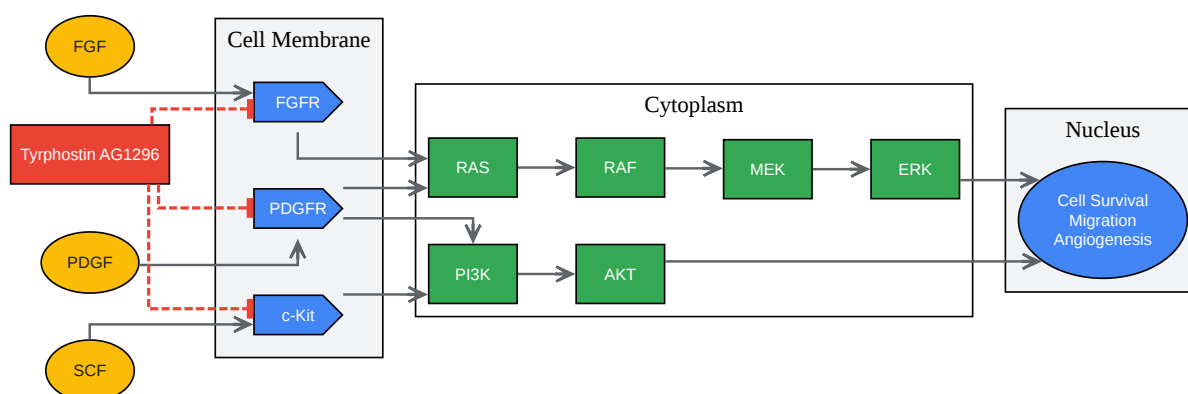 FGF
Cell Membrane
FGFR
Cytoplasm
Nucleus
Tyrphostin AG1296
RAS
RAF
MEK
ERK
PDGFR
Cell Survival
Migration
Angiogenesis
PDGF
PI3K
AKT
c-Kit
SCF